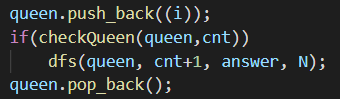 queen.push_back((i));
if(checkQueen(queen,cnt))
    dfs(queen, cnt+1, answer, N);
queen.pop_back();